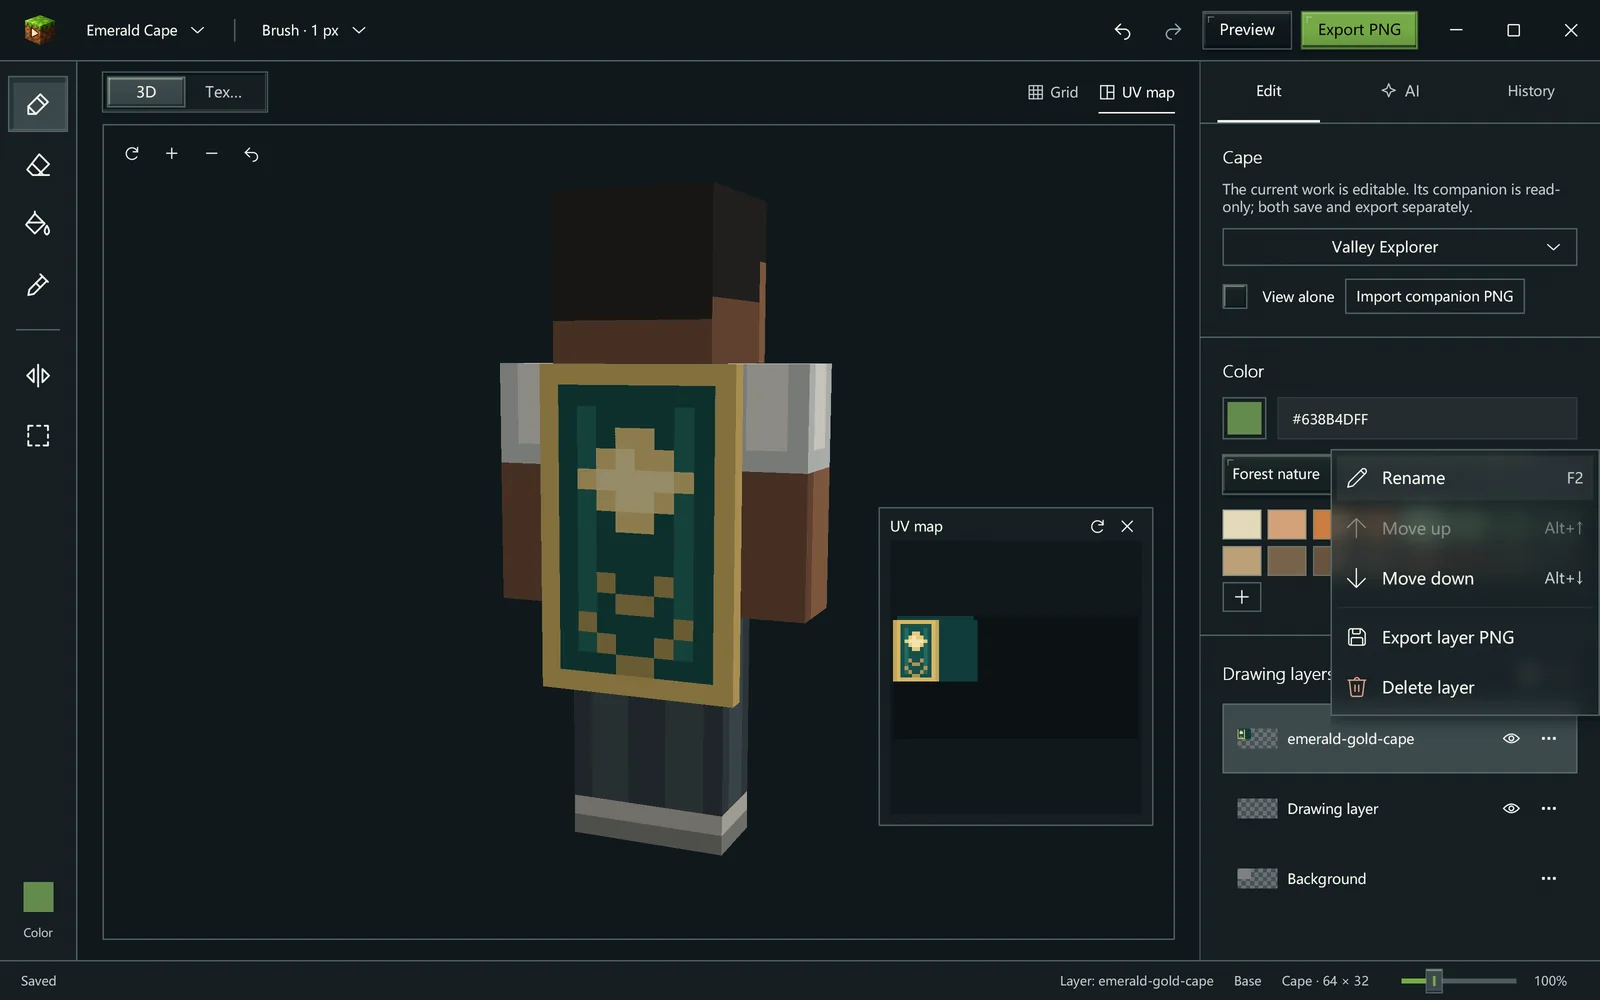 Emerald Cape
Brush · 1 px
Preview
Export PNG
3D
Tex...
Grid
UV map
Edit
AI
History
Cape
The current work is editable. Its companion is read-
only; both save and export separately.
Valley Explorer
View alone
Import companion PNG
Color
#638B4DFF
Forest nature
Rename F2
Move up Alt+↑
Move down Alt+↓
Export layer PNG
Delete layer
UV map
Drawing layers
emerald-gold-cape
Drawing layer
Background
Color
Saved
Layer: emerald-gold-cape
Base
Cape · 64 × 32
100%